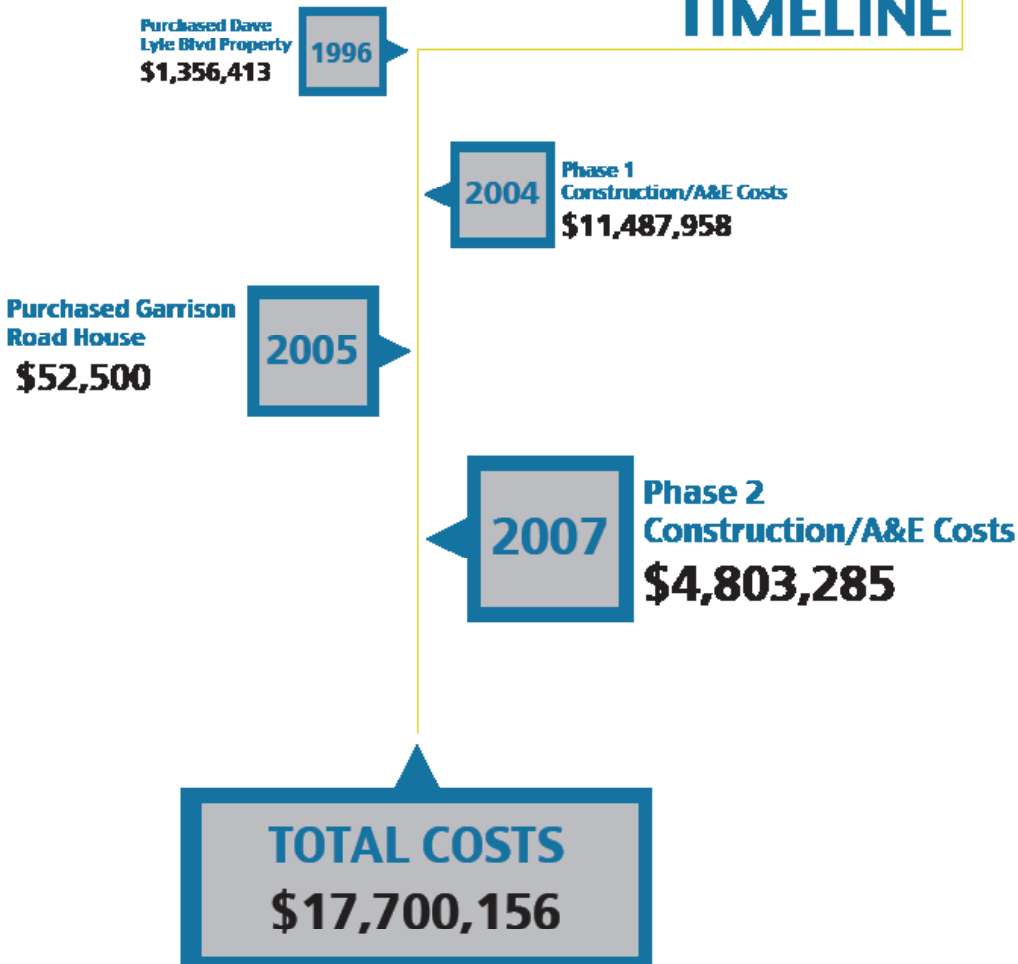 TIMELINE
Purchased Dave
Lyle Blvd Property
$1,356,413
1996
2004
Phase 1
Construction/A&E Costs
$11,487,958
Purchased Garrison
Road House
$52,500
2005
2007
Phase 2
Construction/A&E Costs
$4,803,285
TOTAL COSTS
$17,700,156